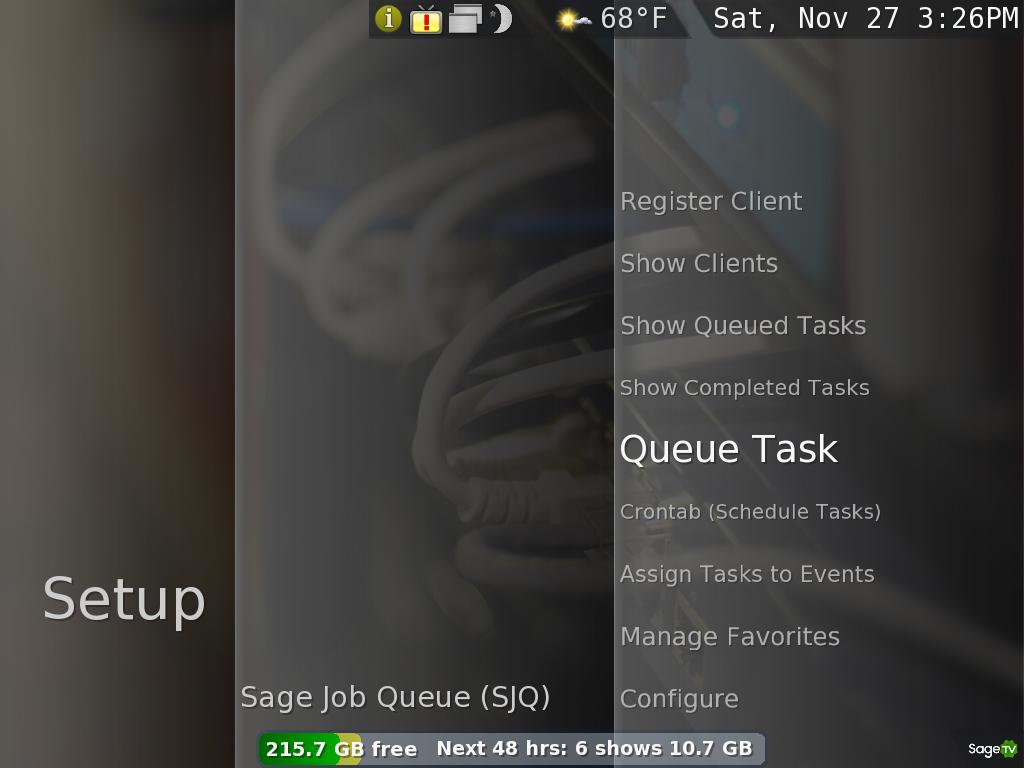 68°F Sat, Nov 27 3:26PM
Register Client
Show Clients
Show Queued Tasks
Show Completed Tasks
Queue Task
Crontab (Schedule Tasks)
Assign Tasks to Events
Setup
Manage Favorites
Sage Job Queue (SJQ)
Configure
215.7 GB free Next 48 hrs: 6 shows 10.7 GB
SageTV